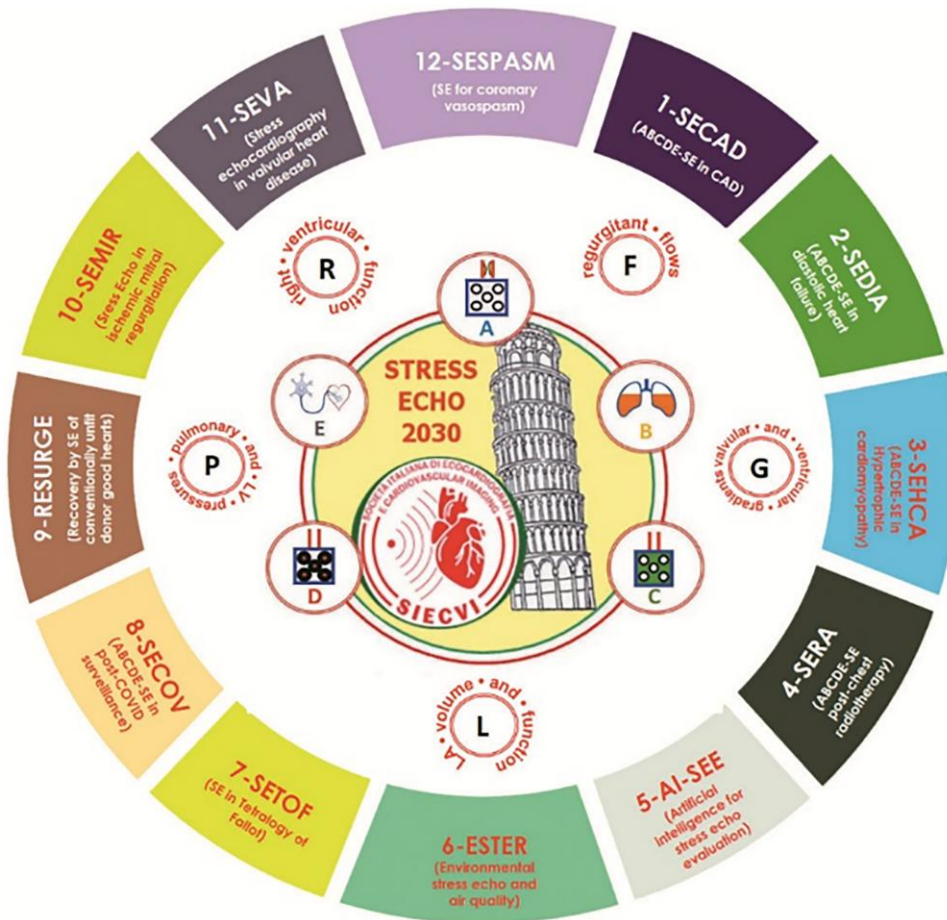 12-SESPASM
(SE for coronary
vasospasm)
1-SECAD
(ABCDE-SE in CAD)
2-SEDIA
(ABCDE-SE in
diastolic heart
failure)
3-SEHCA
(ABCDE-SE in
Hypertrophic
cardiomyopathy)
4-SERA
(ABCDE-SE
post-chest
radiotherapy)
5-AI-SEE
(Artificial
Intelligence for
stress echo
evaluation)
6-ESTER
(Environmental
stress echo and
air quality)
7-SETOF
(SE in Tetralogy of
Fallot)
8-SECOV
(ABCDE-SE in
post-COVID
surveillance)
9-RESURGE
(Recovery by SE of
conventionally unfit
donor good hearts)
10-SEMIR
(Stress Echo in
ischemic mitral
regurgitation)
11-SEVA
(Stress
echocardiography
in valvular heart
disease)
right • ventricular • function
R
regurgitant • flows
F
valvular • and • ventricular • gradients
G
LA • volume • and • function
L
pulmonary • and • LV • pressures
P
A
B
C
D
E
STRESS
ECHO
2030
SOCIETÀ ITALIANA DI ECOCARDIOGRAFIA
E CARDIOVASCULAR IMAGING
SIECVI